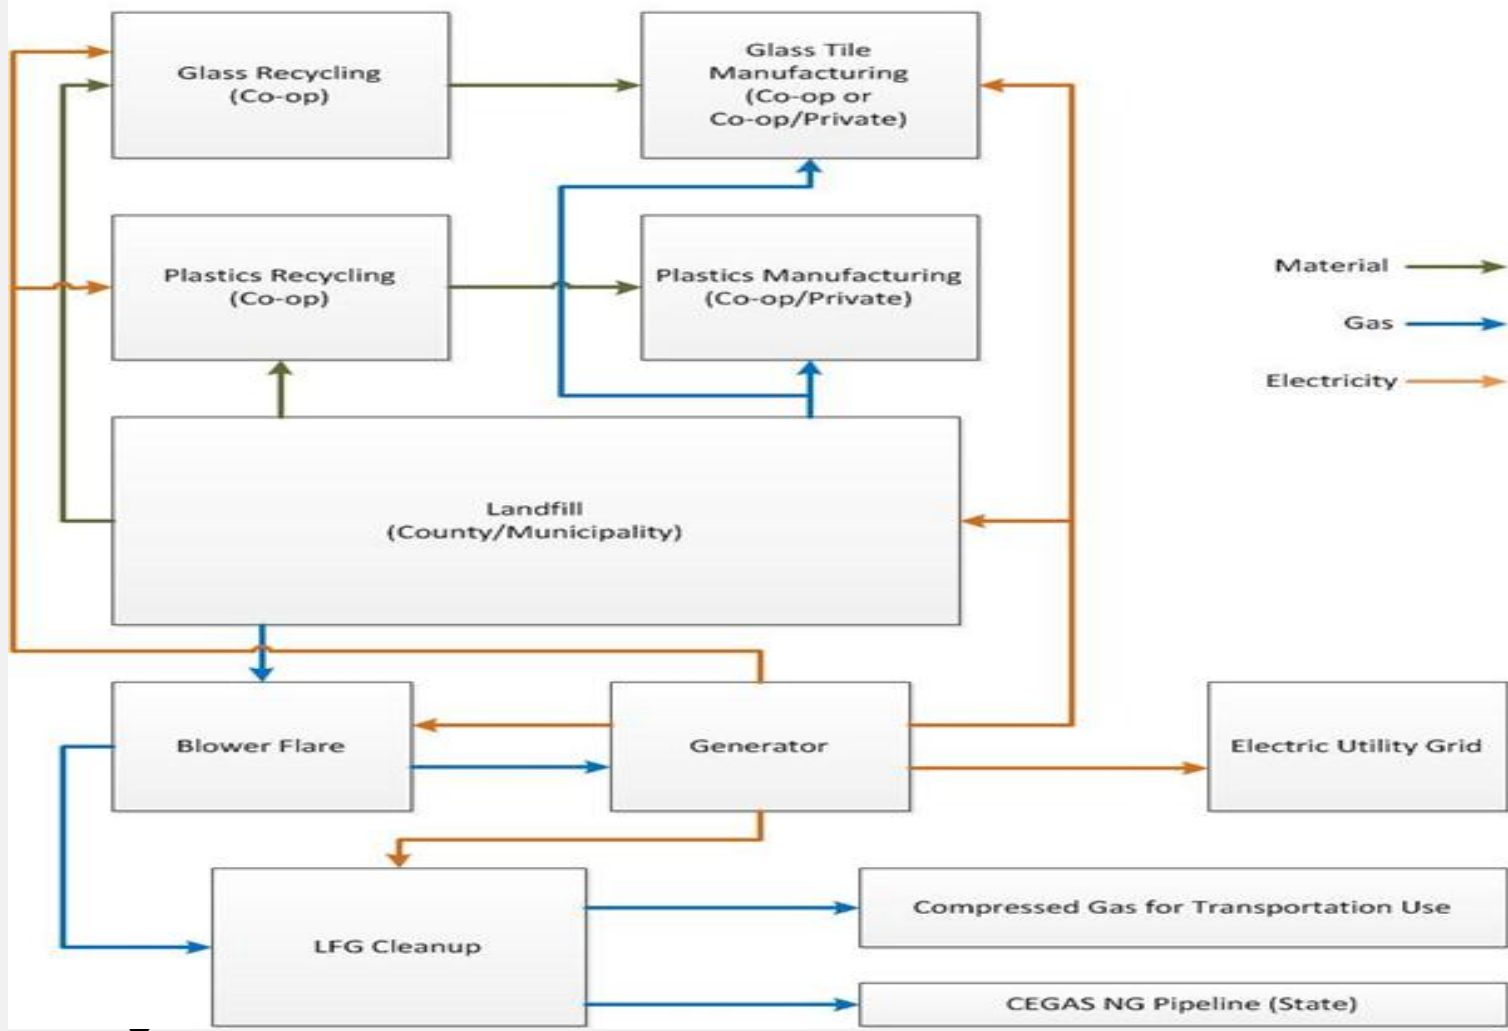 Glass Recycling
(Co-op)
Glass Tile
Manufacturing
(Co-op or
Co-op/Private)
Plastics Recycling
(Co-op)
Plastics Manufacturing
(Co-op/Private)
Material
Gas
Electricity
Landfill
(County/Municipality)
Blower Flare
Generator
Electric Utility Grid
LFG Cleanup
Compressed Gas for Transportation Use
CEGAS NG Pipeline (State)